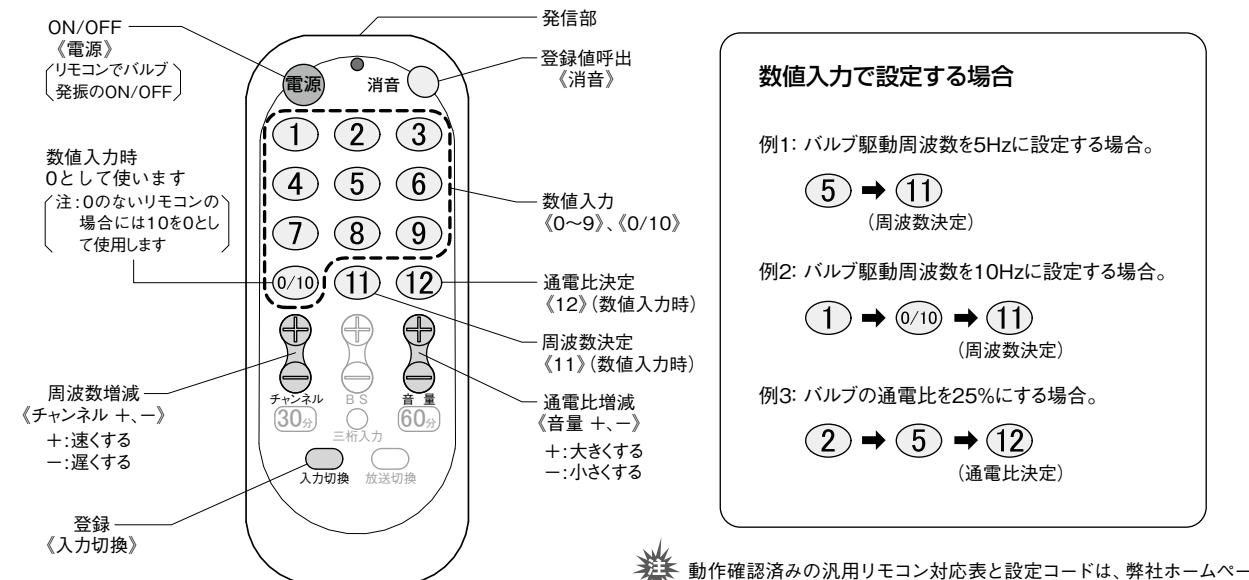 ON/OFF
《電源》
リモコンでバルブ
発振のON/OFF
数値入力時
0として使います
注：0のないリモコンの
場合には10を0とし
て使用します
周波数増減
《チャンネル ＋、－》
＋：速くする
－：遅くする
登録
《入力切換》
電源
消音
1
2
3
4
5
6
7
8
9
0/10
11
12
チャンネル
BS
音量
30分
60分
三桁入力
入力切換
放送切換
発信部
登録値呼出
《消音》
数値入力
《0～9》、《0/10》
通電比決定
《12》（数値入力時）
周波数決定
《11》（数値入力時）
通電比増減
《音量 ＋、－》
＋：大きくする
－：小さくする
数値入力で設定する場合
例1：バルブ駆動周波数を5Hzに設定する場合。
5 ➡ 11
（周波数決定）
例2：バルブ駆動周波数を10Hzに設定する場合。
1 ➡ 0/10 ➡ 11
（周波数決定）
例3：バルブの通電比を25%にする場合。
2 ➡ 5 ➡ 12
（通電比決定）
注 動作確認済みの汎用リモコン対応表と設定コードは、弊社ホームペー